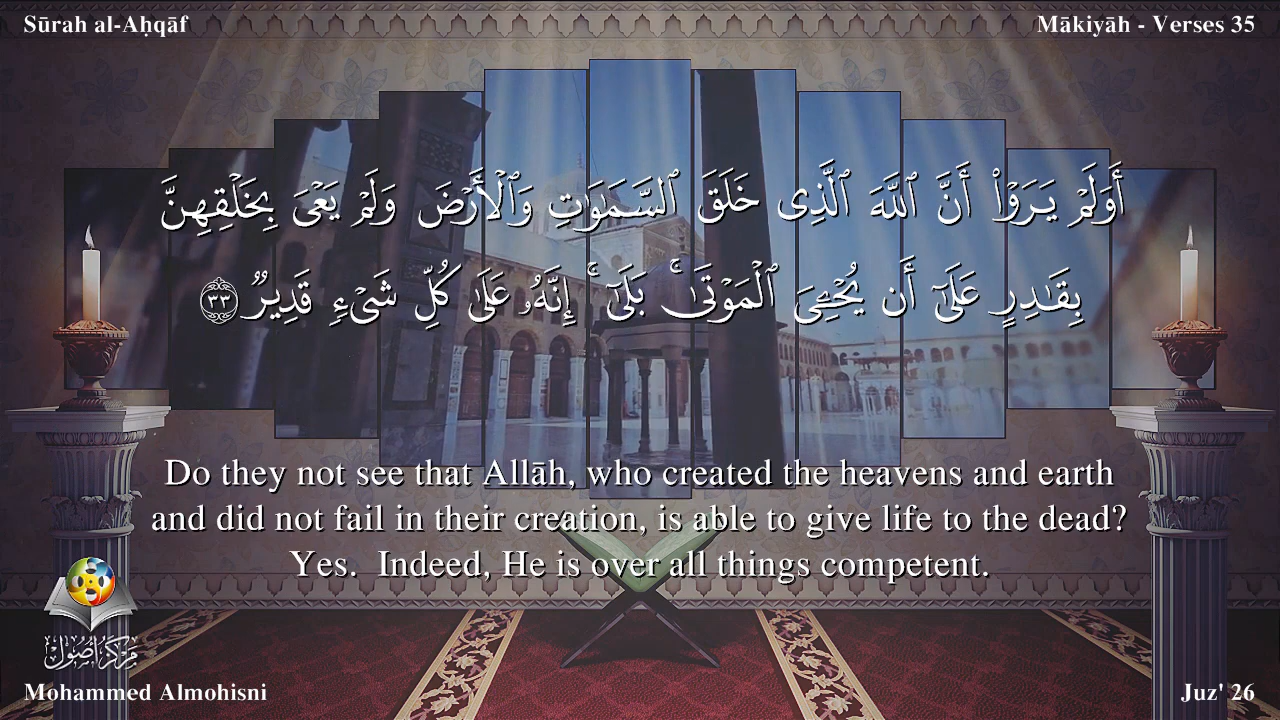 Sūrah al-Aḥqāf
Mākiyāh - Verses 35
أَوَلَمْ يَرَوْا۟ أَنَّ ٱللَّهَ ٱلَّذِى خَلَقَ ٱلسَّمَـٰوَٰتِ وَٱلْأَرْضَ وَلَمْ يَعْىَ بِخَلْقِهِنَّ
بِقَـٰدِرٍ عَلَىٰٓ أَن يُحْـِۧىَ ٱلْمَوْتَىٰ ۚ بَلَىٰٓ ۚ إِنَّهُۥ عَلَىٰ كُلِّ شَىْءٍ قَدِيرٌ ٣٣
Do they not see that Allāh, who created the heavens and earth
and did not fail in their creation, is able to give life to the dead?
Yes.  Indeed, He is over all things competent.
مركز أصول
Mohammed Almohisni
Juz' 26